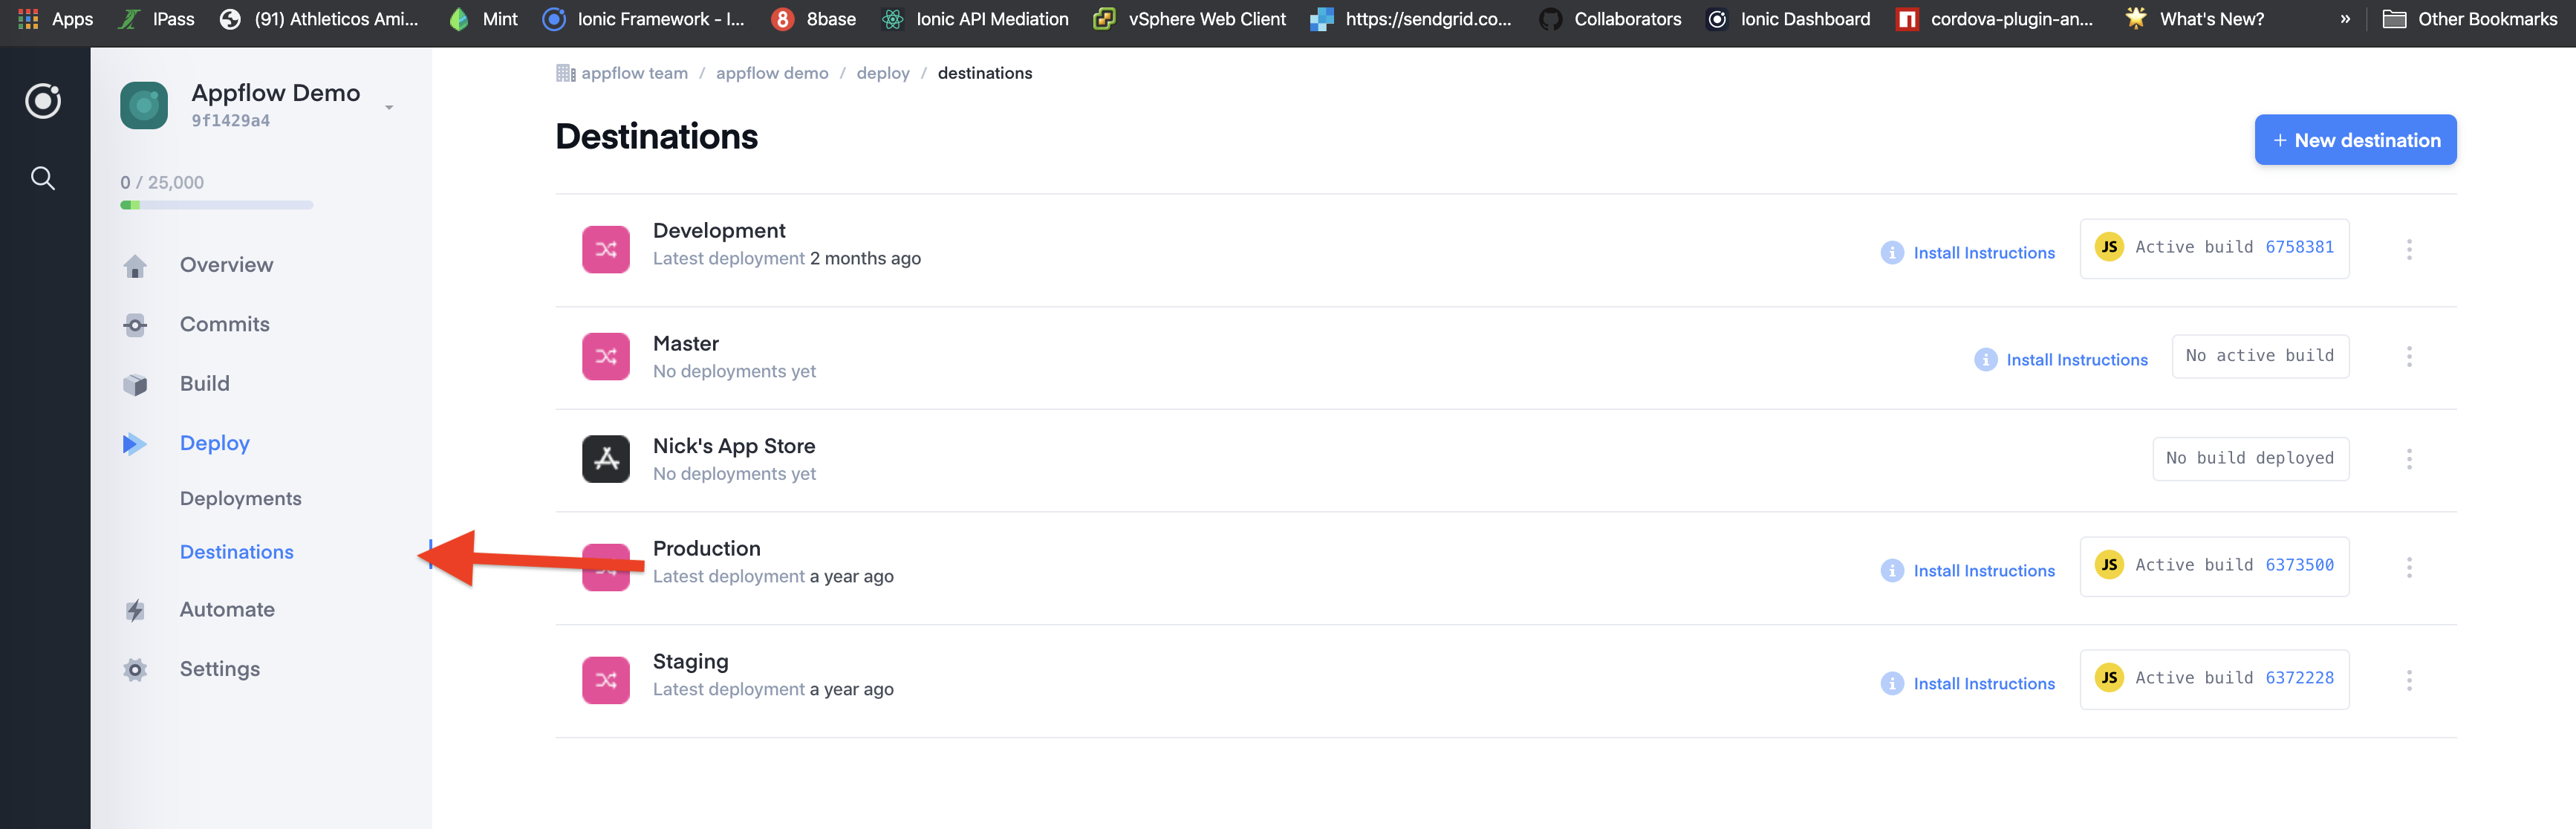 Apps IPass (91) Athleticos Ami... Mint Ionic Framework - I... 8 8base Ionic API Mediation vSphere Web Client https://sendgrid.co... Collaborators Ionic Dashboard n cordova-plugin-an... What's New? » Other Bookmarks
Appflow Demo
9f1429a4
0 / 25,000
Overview
Commits
Build
Deploy
Deployments
Destinations
Automate
Settings
appflow team / appflow demo / deploy / destinations
Destinations
+ New destination
Development
Latest deployment 2 months ago
i Install Instructions
JS Active build 6758381
Master
No deployments yet
i Install Instructions
No active build
Nick's App Store
No deployments yet
No build deployed
Production
Latest deployment a year ago
i Install Instructions
JS Active build 6373500
Staging
Latest deployment a year ago
i Install Instructions
JS Active build 6372228